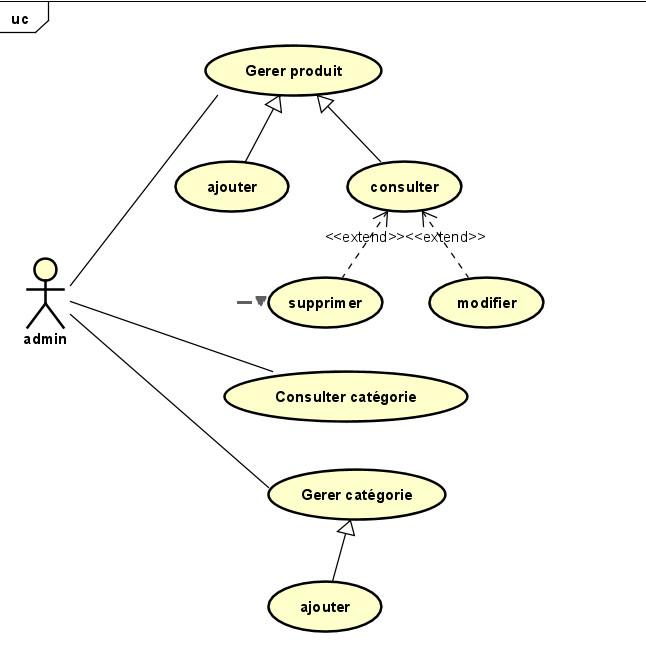 uc
Gerer produit
ajouter
consulter
<<extend>>
<<extend>>
supprimer
modifier
admin
Consulter catégorie
Gerer catégorie
ajouter